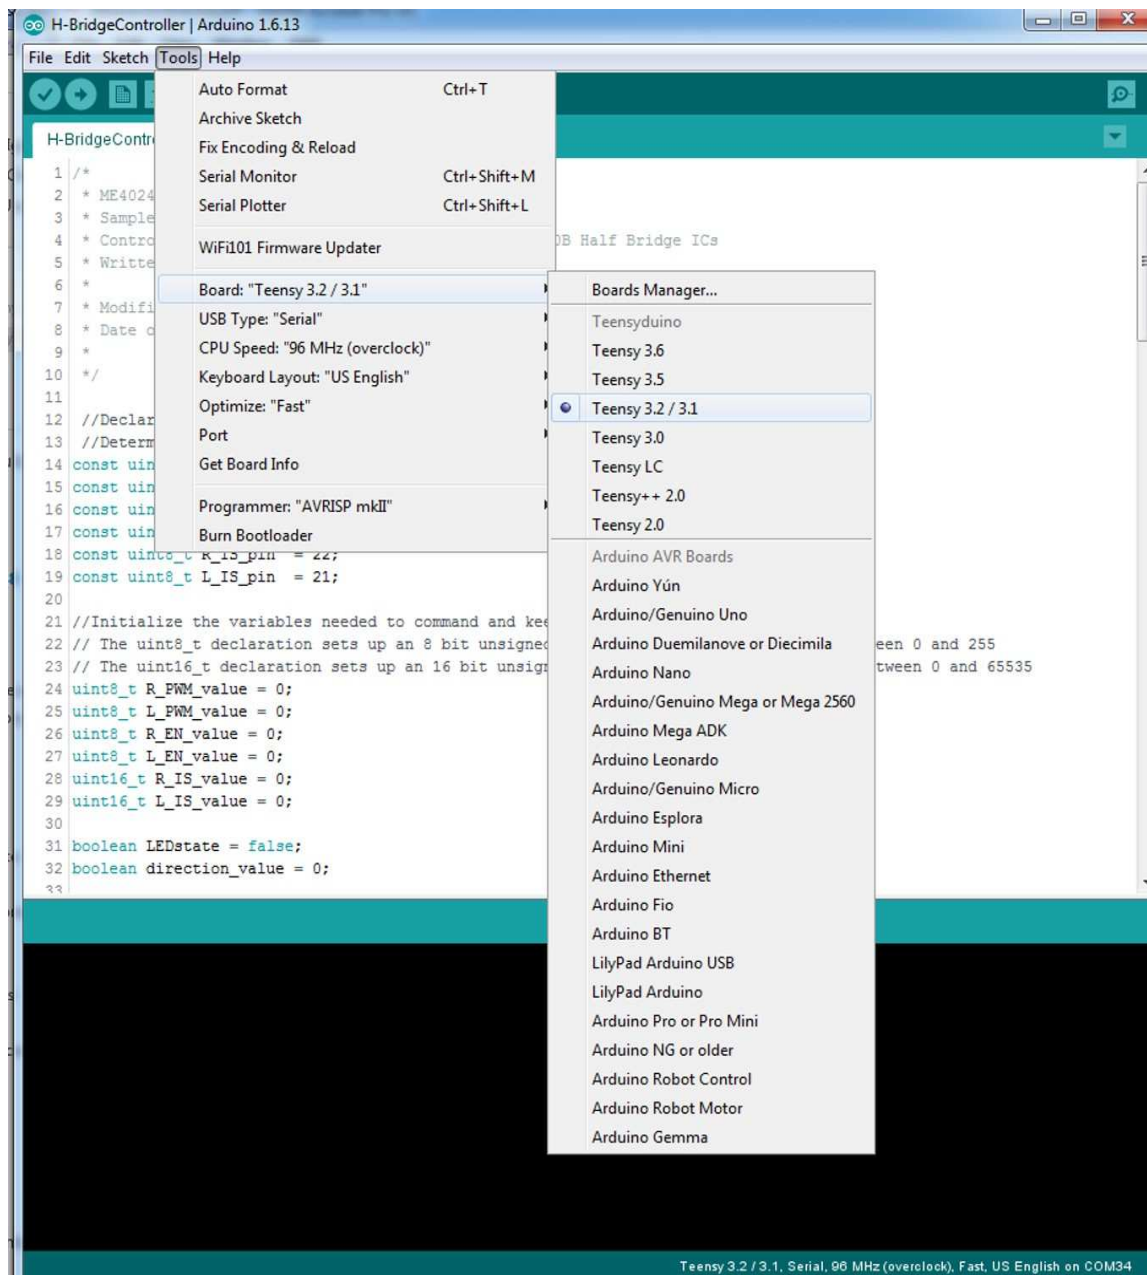 H-BridgeController | Arduino 1.6.13
File Edit Sketch Tools Help
H-BridgeContr
Auto Format Ctrl+T
Archive Sketch
Fix Encoding & Reload
Serial Monitor Ctrl+Shift+M
Serial Plotter Ctrl+Shift+L
WiFi101 Firmware Updater
Board: "Teensy 3.2 / 3.1"
USB Type: "Serial"
CPU Speed: "96 MHz (overclock)"
Keyboard Layout: "US English"
Optimize: "Fast"
Port
Get Board Info
Programmer: "AVRISP mkII"
Burn Bootloader
Boards Manager...
Teensyduino
Teensy 3.6
Teensy 3.5
Teensy 3.2 / 3.1
Teensy 3.0
Teensy LC
Teensy++ 2.0
Teensy 2.0
Arduino AVR Boards
Arduino Yún
Arduino/Genuino Uno
Arduino Duemilanove or Diecimila
Arduino Nano
Arduino/Genuino Mega or Mega 2560
Arduino Mega ADK
Arduino Leonardo
Arduino/Genuino Micro
Arduino Esplora
Arduino Mini
Arduino Ethernet
Arduino Fio
Arduino BT
LilyPad Arduino USB
LilyPad Arduino
Arduino Pro or Pro Mini
Arduino NG or older
Arduino Robot Control
Arduino Robot Motor
Arduino Gemma
1 /*
2 * ME4024
3 * Sample
4 * Contro 0B Half Bridge ICs
5 * Writte
6 *
7 * Modifi
8 * Date o
9 *
10 */
11
12 //Declar
13 //Determ
14 const uin
15 const uin
16 const uin
17 const uin
18 const uint8_t R_IS_pin = 22;
19 const uint8_t L_IS_pin = 21;
20
21 //Initialize the variables needed to command and kee
22 // The uint8_t declaration sets up an 8 bit unsigned een 0 and 255
23 // The uint16_t declaration sets up an 16 bit unsign tween 0 and 65535
24 uint8_t R_PWM_value = 0;
25 uint8_t L_PWM_value = 0;
26 uint8_t R_EN_value = 0;
27 uint8_t L_EN_value = 0;
28 uint16_t R_IS_value = 0;
29 uint16_t L_IS_value = 0;
30
31 boolean LEDstate = false;
32 boolean direction_value = 0;
33
Teensy 3.2 / 3.1, Serial, 96 MHz (overclock), Fast, US English on COM34